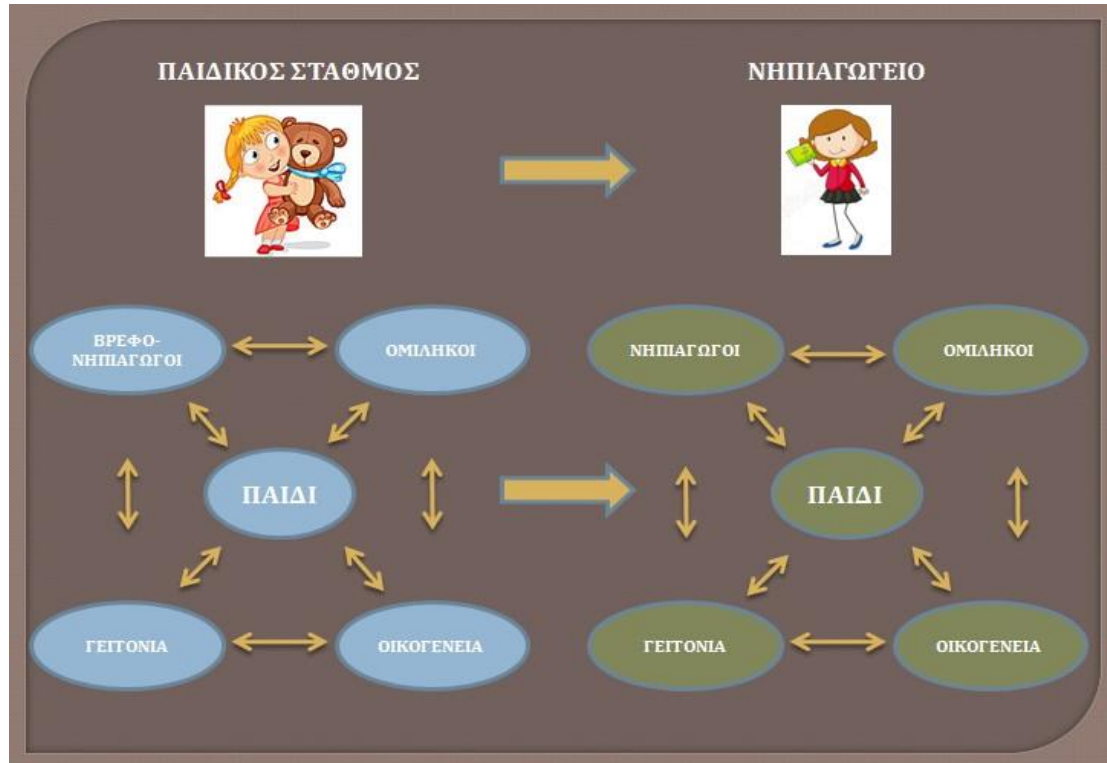 ΠΑΙΔΙΚΟΣ ΣΤΑΘΜΟΣ
ΝΗΠΙΑΓΩΓΕΙΟ
ΒΡΕΦΟ-
ΝΗΠΙΑΓΩΓΟΙ
ΟΜΙΛΗΚΟΙ
ΝΗΠΙΑΓΩΓΟΙ
ΟΜΙΛΗΚΟΙ
ΠΑΙΔΙ
ΠΑΙΔΙ
ΓΕΙΤΟΝΙΑ
ΟΙΚΟΓΕΝΕΙΑ
ΓΕΙΤΟΝΙΑ
ΟΙΚΟΓΕΝΕΙΑ